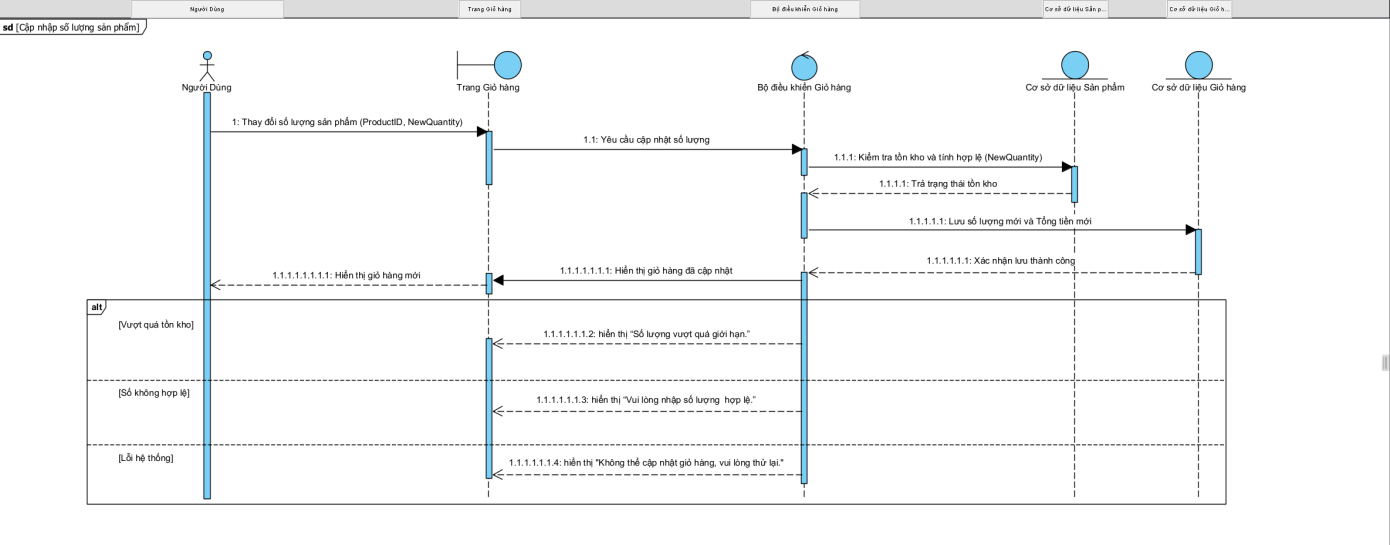 Người Dùng
Trang Giỏ hàng
Bộ điều khiển Giỏ hàng
Cơ sở dữ liệu Sản p...
Cơ sở dữ liệu Giỏ h...
sd [Cập nhập số lượng sản phẩm]
Người Dùng
Trang Giỏ hàng
Bộ điều khiển Giỏ hàng
Cơ sở dữ liệu Sản phẩm
Cơ sở dữ liệu Giỏ hàng
1: Thay đổi số lượng sản phẩm (ProductID, NewQuantity)
1.1: Yêu cầu cập nhật số lượng
1.1.1: Kiểm tra tồn kho và tính hợp lệ (NewQuantity)
1.1.1.1: Trả trạng thái tồn kho
1.1.1.1.1: Lưu số lượng mới và Tổng tiền mới
1.1.1.1.1.1: Xác nhận lưu thành công
1.1.1.1.1.1.1: Hiển thị giỏ hàng đã cập nhật
1.1.1.1.1.1.1.1: Hiển thị giỏ hàng mới
alt
[Vượt quá tồn kho]
1.1.1.1.1.1.2: hiển thị “Số lượng vượt quá giới hạn.”
[Số không hợp lệ]
1.1.1.1.1.1.3: hiển thị “Vui lòng nhập số lượng  hợp lệ.”
[Lỗi hệ thống]
1.1.1.1.1.1.4: hiển thị "Không thể cập nhật giỏ hàng, vui lòng thử lại."